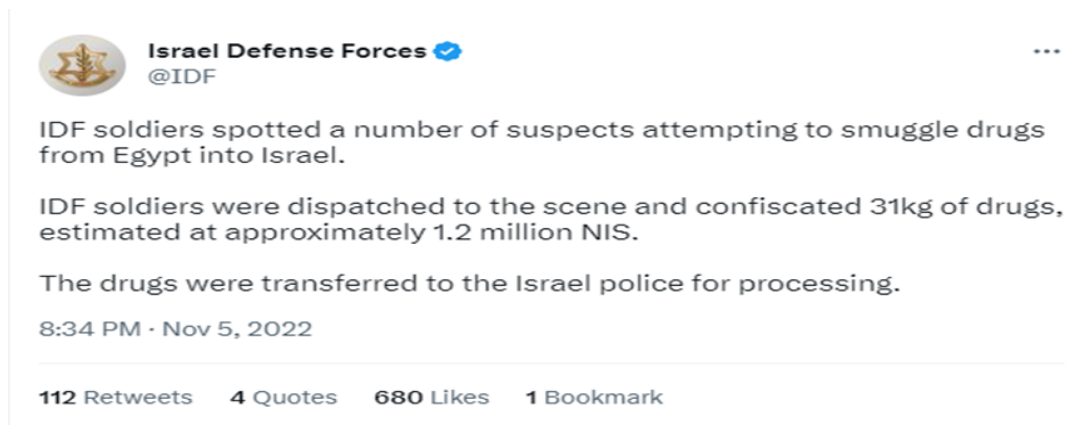 Israel Defense Forces
@IDF
IDF soldiers spotted a number of suspects attempting to smuggle drugs
from Egypt into Israel.
IDF soldiers were dispatched to the scene and confiscated 31kg of drugs,
estimated at approximately 1.2 million NIS.
The drugs were transferred to the Israel police for processing.
8:34 PM · Nov 5, 2022
112 Retweets 4 Quotes 680 Likes 1 Bookmark